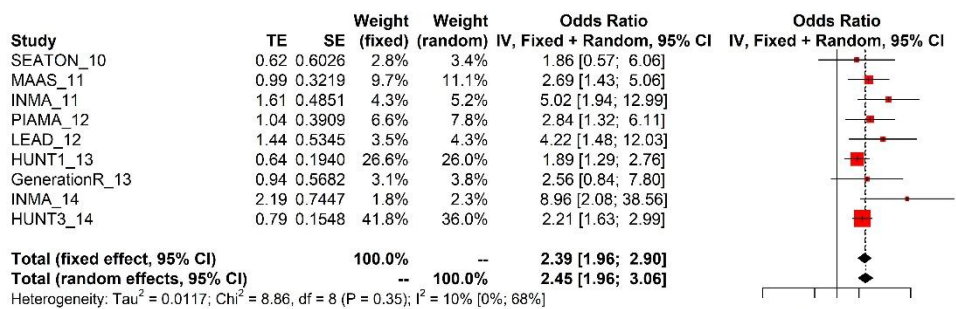 Weight Weight Odds Ratio Odds Ratio
Study TE SE (fixed) (random) IV, Fixed + Random, 95% CI IV, Fixed + Random, 95% CI
SEATON_10 0.62 0.6026 2.8% 3.4% 1.86 [0.57; 6.06]
MAAS_11 0.99 0.3219 9.7% 11.1% 2.69 [1.43; 5.06]
INMA_11 1.61 0.4851 4.3% 5.2% 5.02 [1.94; 12.99]
PIAMA_12 1.04 0.3909 6.6% 7.8% 2.84 [1.32; 6.11]
LEAD_12 1.44 0.5345 3.5% 4.3% 4.22 [1.48; 12.03]
HUNT1_13 0.64 0.1940 26.6% 26.0% 1.89 [1.29; 2.76]
GenerationR_13 0.94 0.5682 3.1% 3.8% 2.56 [0.84; 7.80]
INMA_14 2.19 0.7447 1.8% 2.3% 8.96 [2.08; 38.56]
HUNT3_14 0.79 0.1548 41.8% 36.0% 2.21 [1.63; 2.99]
Total (fixed effect, 95% CI) 100.0% -- 2.39 [1.96; 2.90]
Total (random effects, 95% CI) -- 100.0% 2.45 [1.96; 3.06]
Heterogeneity: Tau² = 0.0117; Chi² = 8.86, df = 8 (P = 0.35); I² = 10% [0%; 68%]